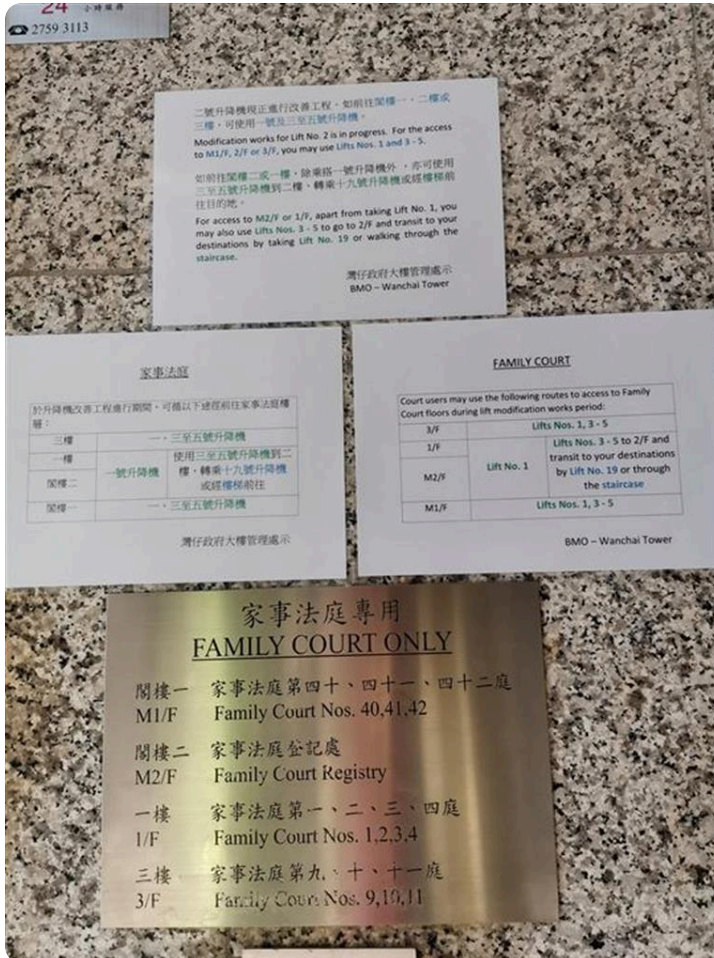 24 小時服務
☎ 2759 3113
二號升降機現正進行改善工程。如前往閣樓一、二樓或
三樓，可使用一號及三至五號升降機。
Modification works for Lift No. 2 is in progress. For the access
to M1/F, 2/F or 3/F, you may use Lifts Nos. 1 and 3 - 5.
如前往閣樓二或一樓，除乘搭一號升降機外，亦可使用
三至五號升降機到二樓，轉乘十九號升降機或經樓梯前
往目的地。
For access to M2/F or 1/F, apart from taking Lift No. 1, you
may also use Lifts Nos. 3 - 5 to go to 2/F and transit to your
destinations by taking Lift No. 19 or walking through the
staircase.
灣仔政府大樓管理處示
BMO – Wanchai Tower
家事法庭
於升降機改善工程進行期間，可循以下途徑前往家事法庭樓
層：
三樓 一、三至五號升降機
一樓
閣樓二
一號升降機
使用三至五號升降機到二
樓，轉乘十九號升降機
或經樓梯前往
閣樓一 一、三至五號升降機
灣仔政府大樓管理處示
FAMILY COURT
Court users may use the following routes to access to Family
Court floors during lift modification works period:
3/F Lifts Nos. 1, 3 - 5
1/F
M2/F
Lift No. 1
Lifts Nos. 3 - 5 to 2/F and
transit to your destinations
by Lift No. 19 or through
the staircase
M1/F Lifts Nos. 1, 3 - 5
BMO – Wanchai Tower
家事法庭專用
FAMILY COURT ONLY
閣樓一 家事法庭第四十、四十一、四十二庭
M1/F Family Court Nos. 40,41,42
閣樓二 家事法庭登記處
M2/F Family Court Registry
一樓 家事法庭第一、二、三、四庭
1/F Family Court Nos. 1,2,3,4
三樓 家事法庭第九、十、十一庭
3/F Family Court Nos. 9,10,11